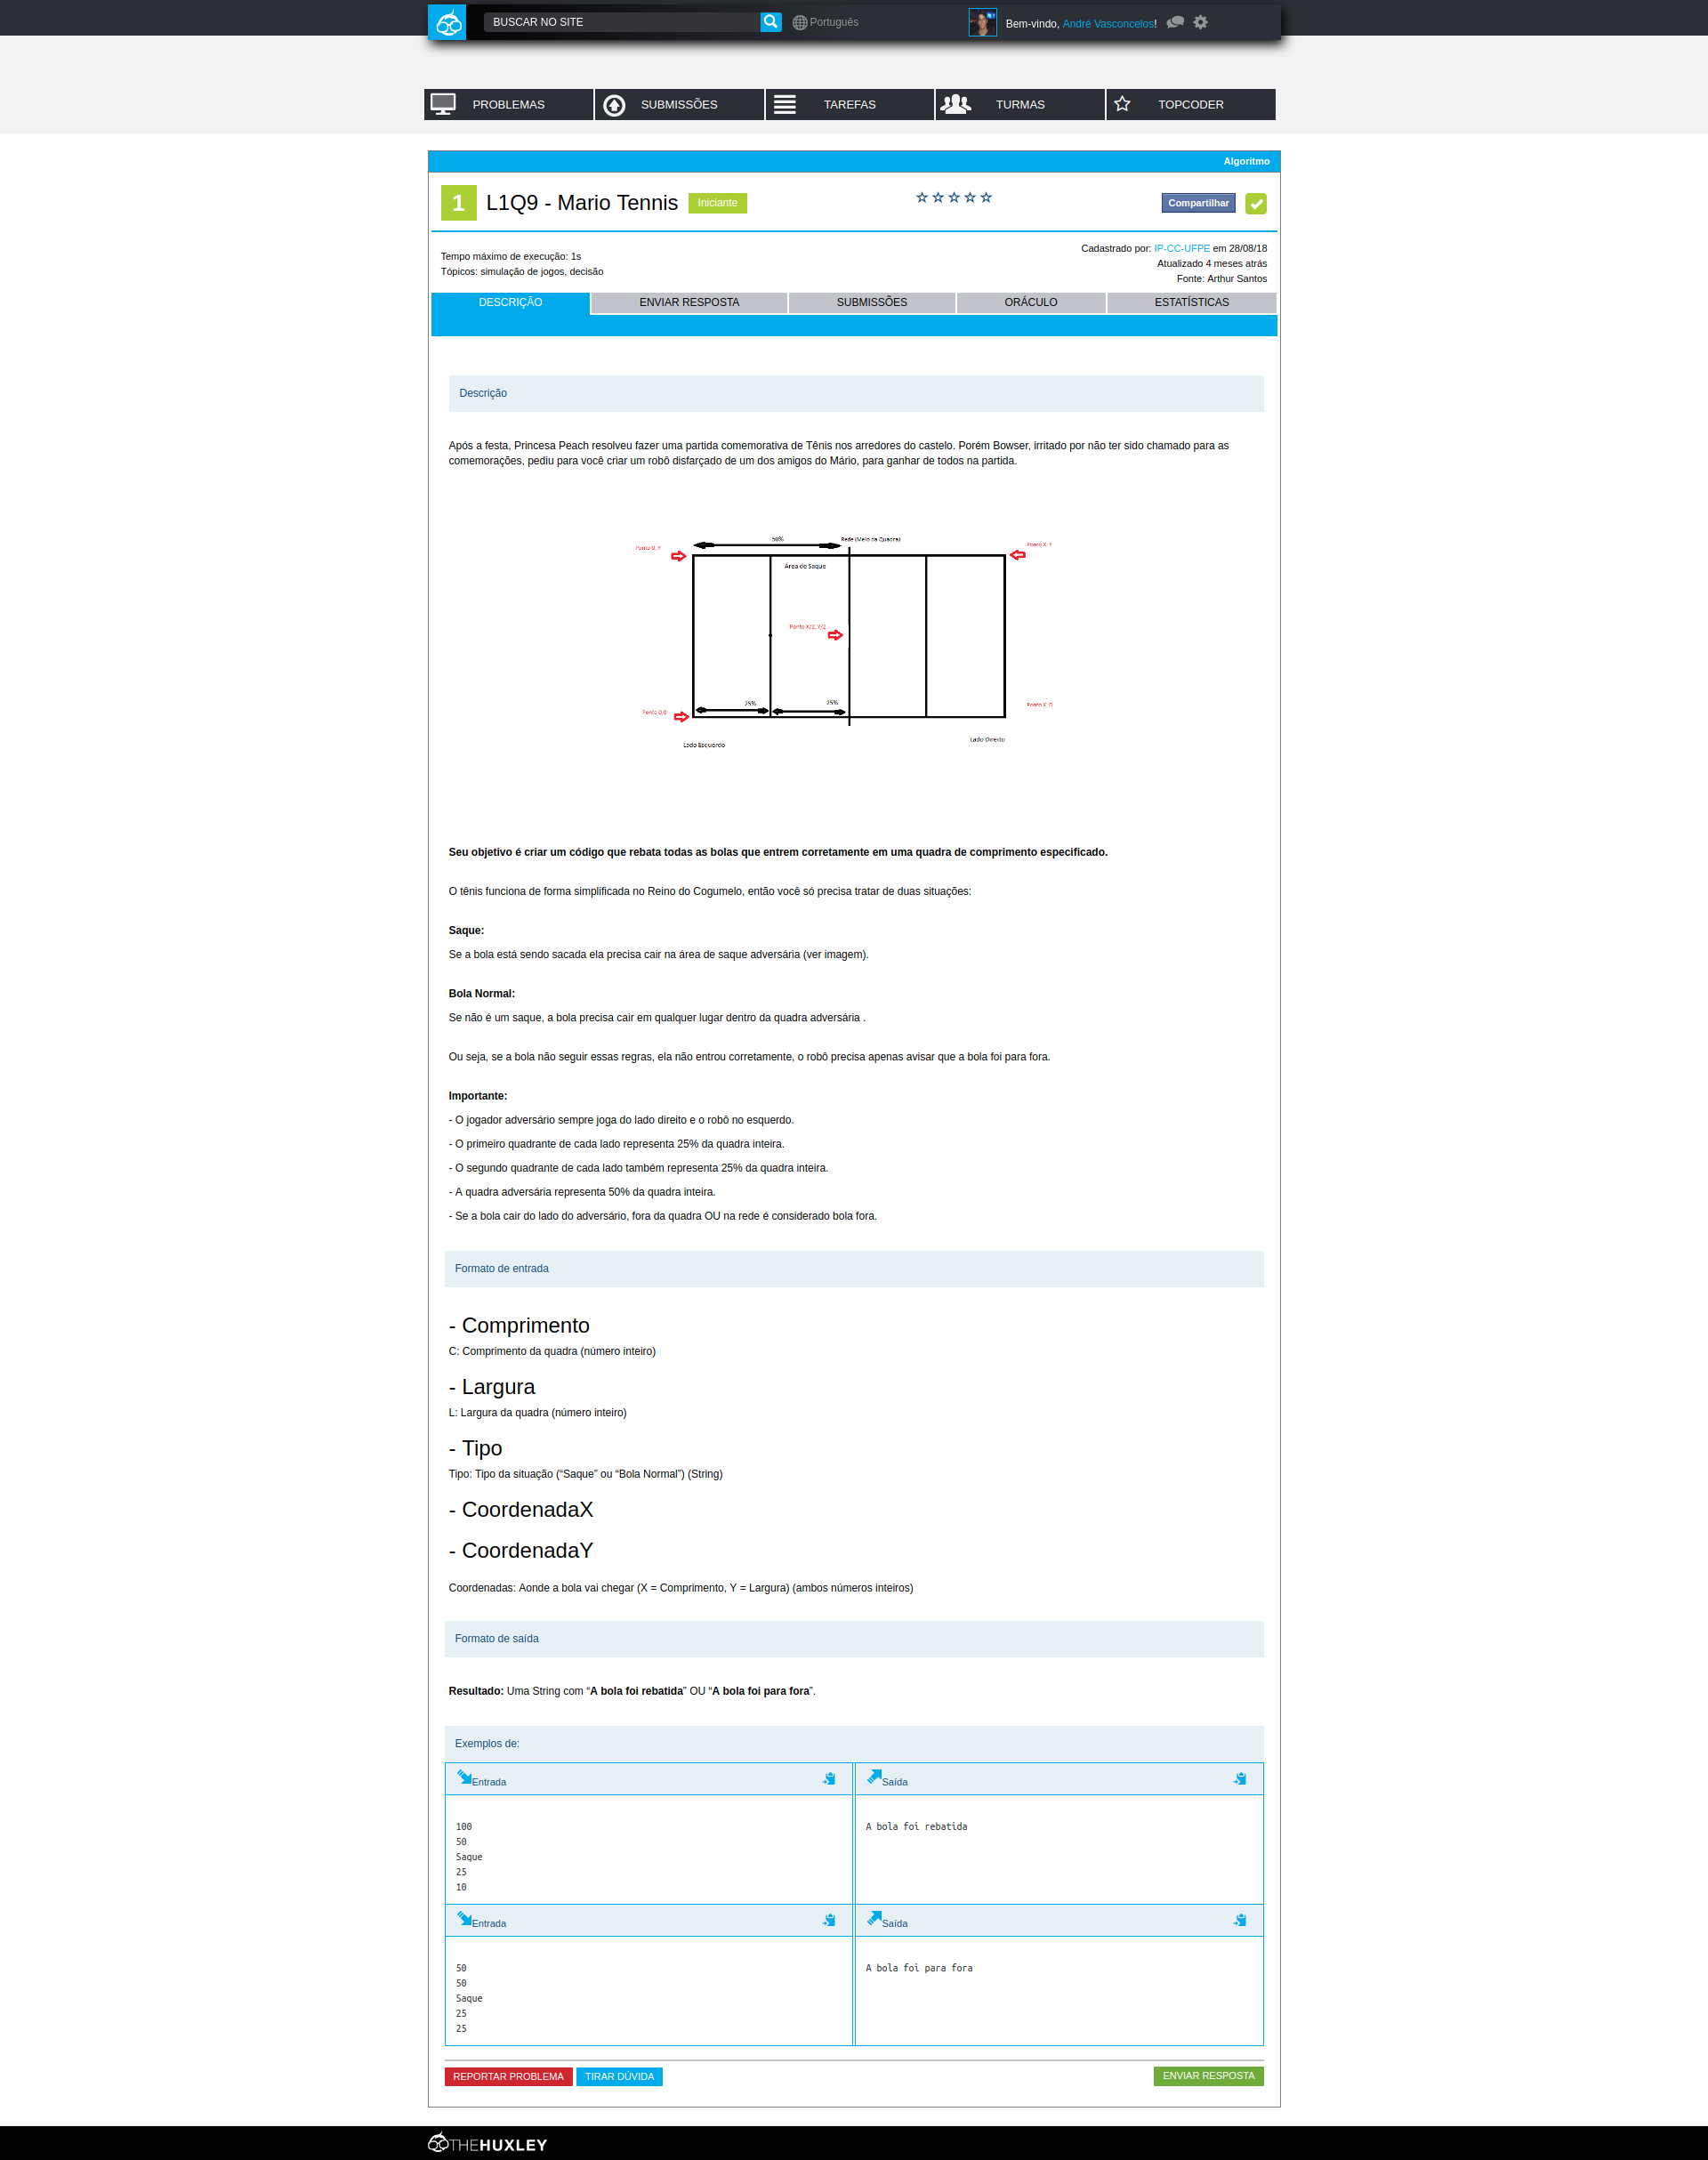 BUSCAR NO SITE
Português
Bem-vindo, André Vasconcelos!
PROBLEMAS
SUBMISSÕES
TAREFAS
TURMAS
TOPCODER
Algoritmo
1
L1Q9 - Mario Tennis
Iniciante
Compartilhar
Tempo máximo de execução: 1s
Tópicos: simulação de jogos, decisão
Cadastrado por: IP-CC-UFPE em 28/08/18
Atualizado 4 meses atrás
Fonte: Arthur Santos
DESCRIÇÃO
ENVIAR RESPOSTA
SUBMISSÕES
ORÁCULO
ESTATÍSTICAS
Descrição
Após a festa, Princesa Peach resolveu fazer uma partida comemorativa de Tênis nos arredores do castelo. Porém Bowser, irritado por não ter sido chamado para as
comemorações, pediu para você criar um robô disfarçado de um dos amigos do Mário, para ganhar de todos na partida.
50%
Rede (Meio da Quadra)
Ponto 0, Y
Ponto X, Y
Área de Saque
Ponto X/2, Y/2
25%
25%
Ponto 0,0
Ponto X, 0
Lado Esquerdo
Lado Direito
Seu objetivo é criar um código que rebata todas as bolas que entrem corretamente em uma quadra de comprimento especificado.
O tênis funciona de forma simplificada no Reino do Cogumelo, então você só precisa tratar de duas situações:
Saque:
Se a bola está sendo sacada ela precisa cair na área de saque adversária (ver imagem).
Bola Normal:
Se não é um saque, a bola precisa cair em qualquer lugar dentro da quadra adversária .
Ou seja, se a bola não seguir essas regras, ela não entrou corretamente, o robô precisa apenas avisar que a bola foi para fora.
Importante:
- O jogador adversário sempre joga do lado direito e o robô no esquerdo.
- O primeiro quadrante de cada lado representa 25% da quadra inteira.
- O segundo quadrante de cada lado também representa 25% da quadra inteira.
- A quadra adversária representa 50% da quadra inteira.
- Se a bola cair do lado do adversário, fora da quadra OU na rede é considerado bola fora.
Formato de entrada
- Comprimento
C: Comprimento da quadra (número inteiro)
- Largura
L: Largura da quadra (número inteiro)
- Tipo
Tipo: Tipo da situação (“Saque” ou “Bola Normal”) (String)
- CoordenadaX
- CoordenadaY
Coordenadas: Aonde a bola vai chegar (X = Comprimento, Y = Largura) (ambos números inteiros)
Formato de saída
Resultado: Uma String com “A bola foi rebatida” OU “A bola foi para fora”.
Exemplos de:
Entrada
Saída
100
50
Saque
25
10
A bola foi rebatida
Entrada
Saída
50
50
Saque
25
25
A bola foi para fora
REPORTAR PROBLEMA
TIRAR DÚVIDA
ENVIAR RESPOSTA
THEHUXLEY